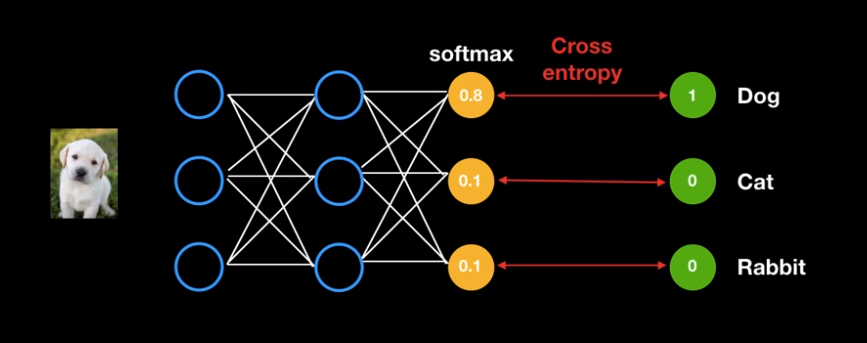 softmax
Cross
entropy
0.8
1
Dog
0.1
0
Cat
0.1
0
Rabbit